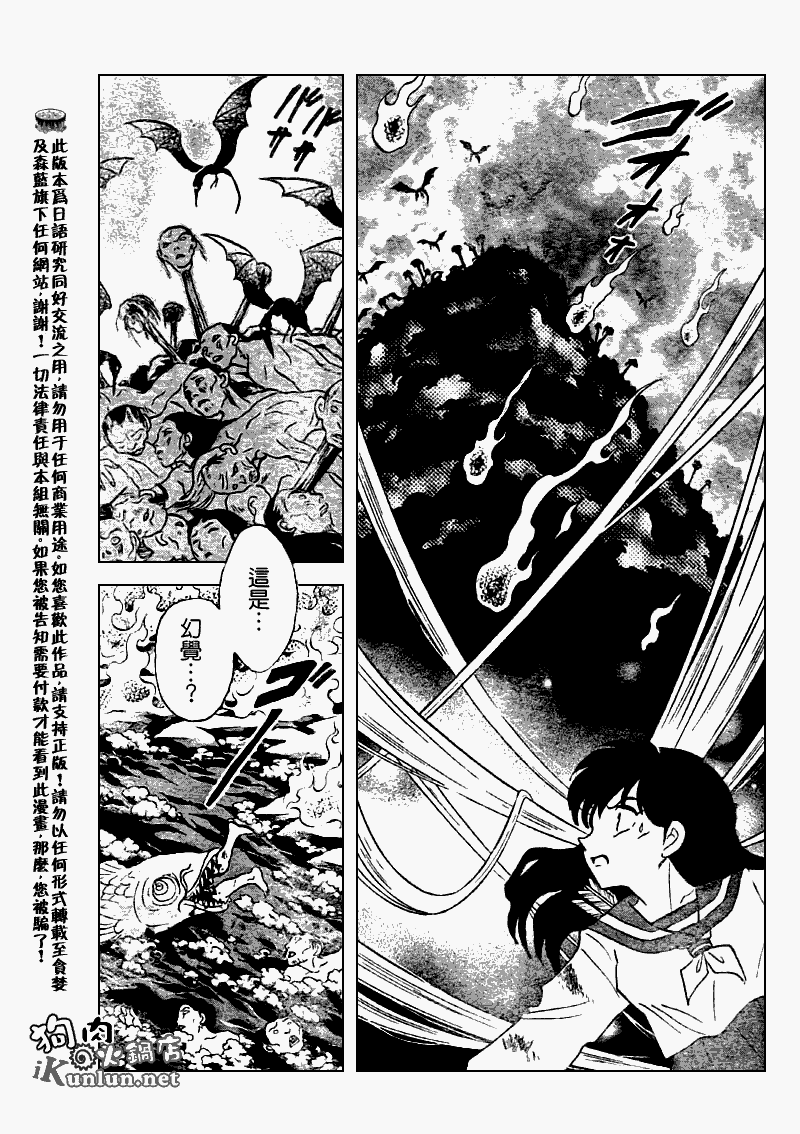 ゴオオ
ザザザ
這是…
幻覺…?
ゴー
此版本爲日語研究同好交流之用，請勿用于任何商業用途。如您喜歡此作品，請支持正版！請勿以任何形式轉載至貪婪
及森藍旗下任何網站，謝謝！一切法律責任與本組無關。如果您被告知需要付款才能看到此漫畫，那麼，您被騙了！
狗肉
火鍋店
iKunlun.net